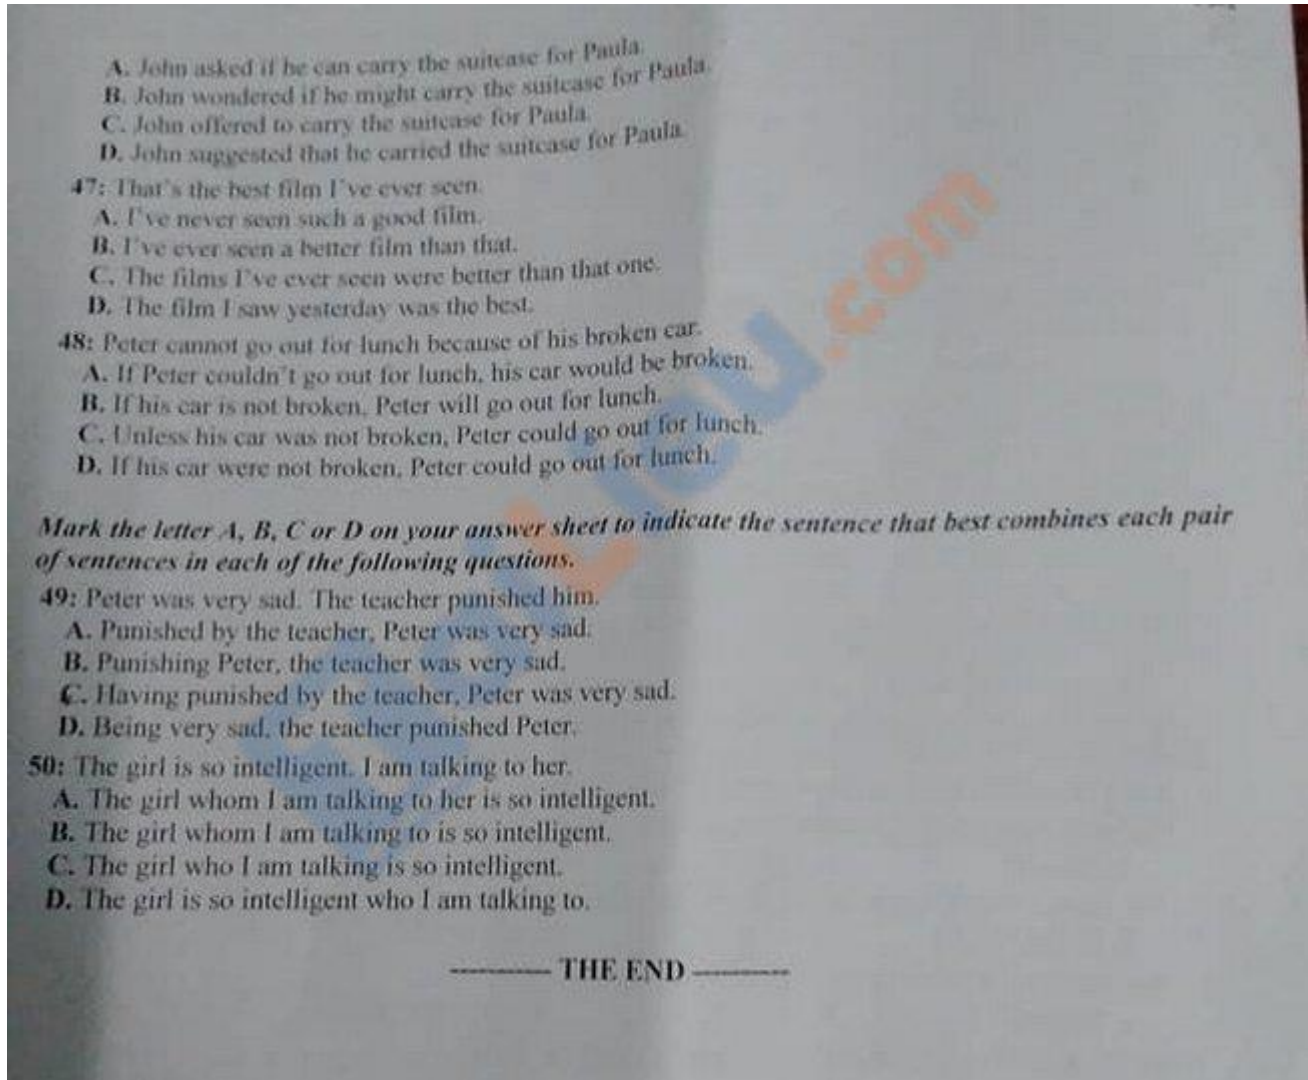 A. John asked if he can carry the suitcase for Paula.
B. John wondered if he might carry the suitcase for Paula.
C. John offered to carry the suitcase for Paula.
D. John suggested that he carried the suitcase for Paula.
47: That's the best film I've ever seen.
A. I've never seen such a good film.
B. I've ever seen a better film than that.
C. The films I've ever seen were better than that one.
D. The film I saw yesterday was the best.
48: Peter cannot go out for lunch because of his broken car.
A. If Peter couldn't go out for lunch, his car would be broken.
B. If his car is not broken, Peter will go out for lunch.
C. Unless his car was not broken, Peter could go out for lunch.
D. If his car were not broken, Peter could go out for lunch.
Mark the letter A, B, C or D on your answer sheet to indicate the sentence that best combines each pair
of sentences in each of the following questions.
49: Peter was very sad. The teacher punished him.
A. Punished by the teacher, Peter was very sad.
B. Punishing Peter, the teacher was very sad.
C. Having punished by the teacher, Peter was very sad.
D. Being very sad, the teacher punished Peter.
50: The girl is so intelligent. I am talking to her.
A. The girl whom I am talking to her is so intelligent.
B. The girl whom I am talking to is so intelligent.
C. The girl who I am talking is so intelligent.
D. The girl is so intelligent who I am talking to.
---------- THE END ----------